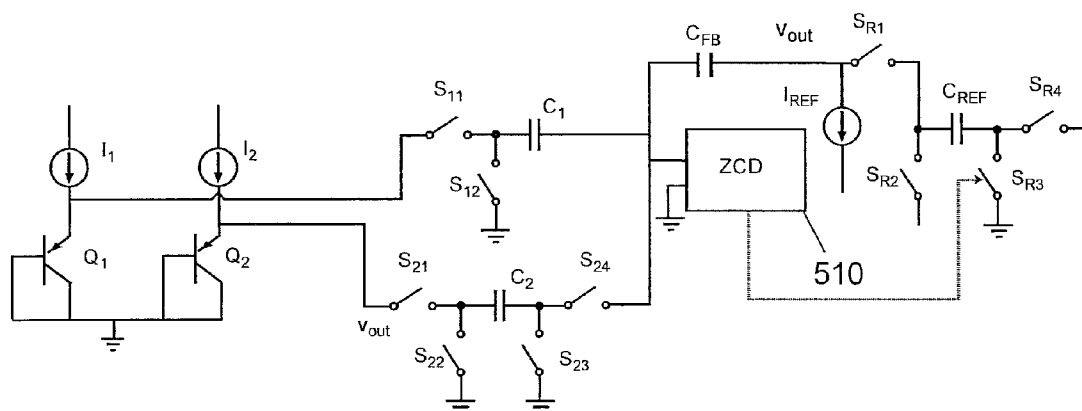 C_FB
v_out
S_R1
S_11
C_1
I_REF
C_REF
S_R4
I_1
I_2
S_12
ZCD
S_R2
S_R3
Q_1
Q_2
S_21
C_2
S_24
510
v_out
S_22
S_23